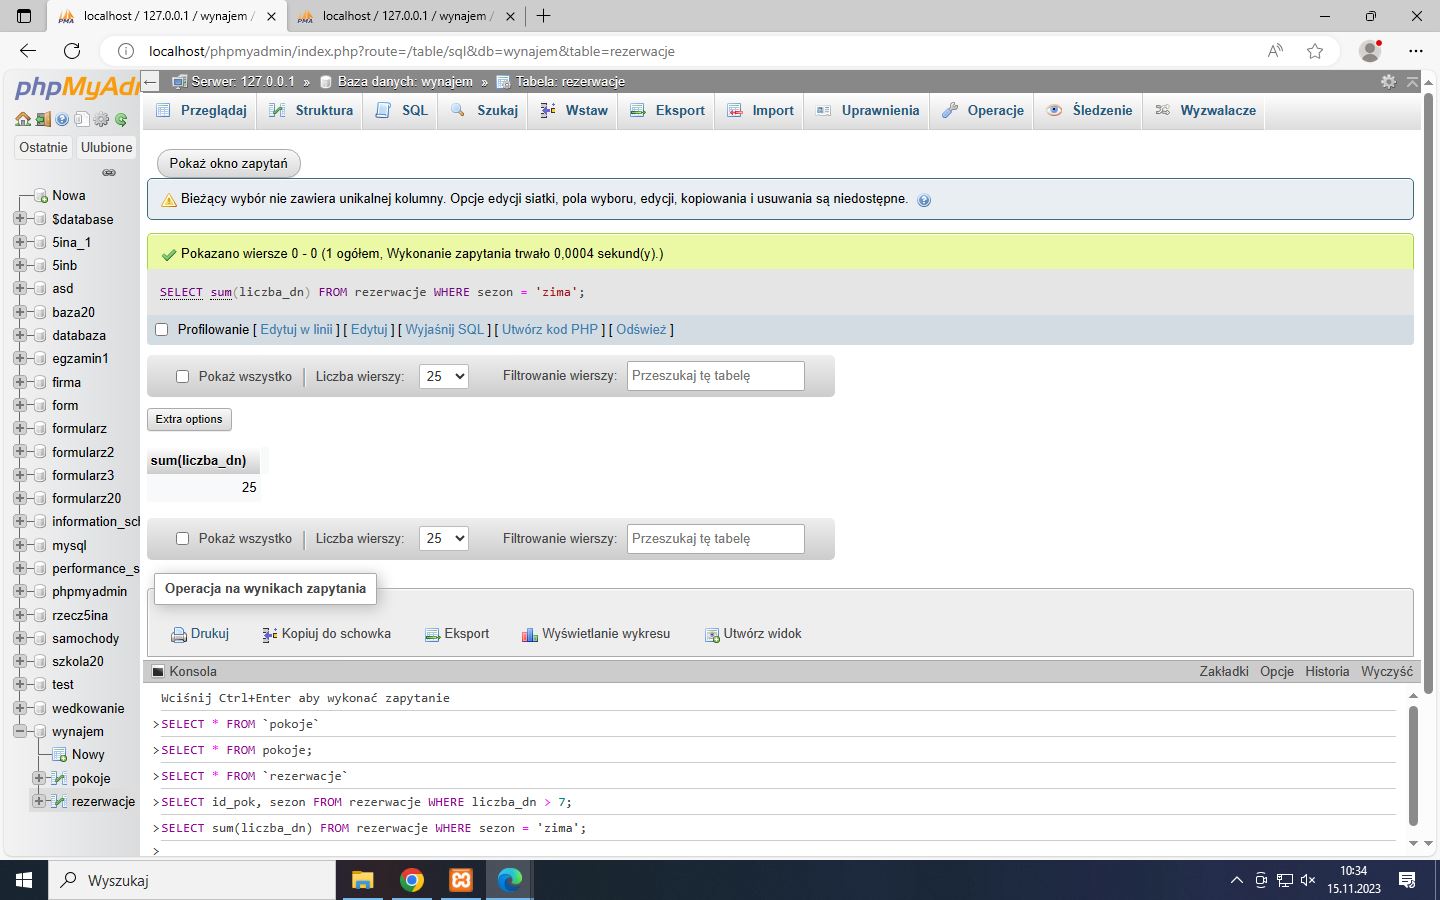 localhost / 127.0.0.1 / wynajem /
localhost / 127.0.0.1 / wynajem /
localhost/phpmyadmin/index.php?route=/table/sql&db=wynajem&table=rezerwacje
phpMyAdm
Ostatnie
Ulubione
Nowa
$database
5ina_1
5inb
asd
baza20
databaza
egzamin1
firma
form
formularz
formularz2
formularz3
formularz20
information_scl
mysql
performance_s
phpmyadmin
rzecz5ina
samochody
szkola20
test
wedkowanie
wynajem
Nowy
pokoje
rezerwacje
Serwer: 127.0.0.1 » Baza danych: wynajem » Tabela: rezerwacje
Przeglądaj Struktura SQL Szukaj Wstaw Eksport Import Uprawnienia Operacje Śledzenie Wyzwalacze
Pokaż okno zapytań
Bieżący wybór nie zawiera unikalnej kolumny. Opcje edycji siatki, pola wyboru, edycji, kopiowania i usuwania są niedostępne.
Pokazano wiersze 0 - 0 (1 ogółem, Wykonanie zapytania trwało 0,0004 sekund(y).)
SELECT sum(liczba_dn) FROM rezerwacje WHERE sezon = 'zima';
Profilowanie [ Edytuj w linii ] [ Edytuj ] [ Wyjaśnij SQL ] [ Utwórz kod PHP ] [ Odśwież ]
Pokaż wszystko | Liczba wierszy: 25 Filtrowanie wierszy: Przeszukaj tę tabelę
Extra options
sum(liczba_dn)
25
Pokaż wszystko | Liczba wierszy: 25 Filtrowanie wierszy: Przeszukaj tę tabelę
Operacja na wynikach zapytania
Drukuj Kopiuj do schowka Eksport Wyświetlanie wykresu Utwórz widok
Konsola Zakładki Opcje Historia Wyczyść
Wciśnij Ctrl+Enter aby wykonać zapytanie
>SELECT * FROM `pokoje`
>SELECT * FROM pokoje;
>SELECT * FROM `rezerwacje`
>SELECT id_pok, sezon FROM rezerwacje WHERE liczba_dn > 7;
>SELECT sum(liczba_dn) FROM rezerwacje WHERE sezon = 'zima';
>
Wyszukaj
10:34
15.11.2023